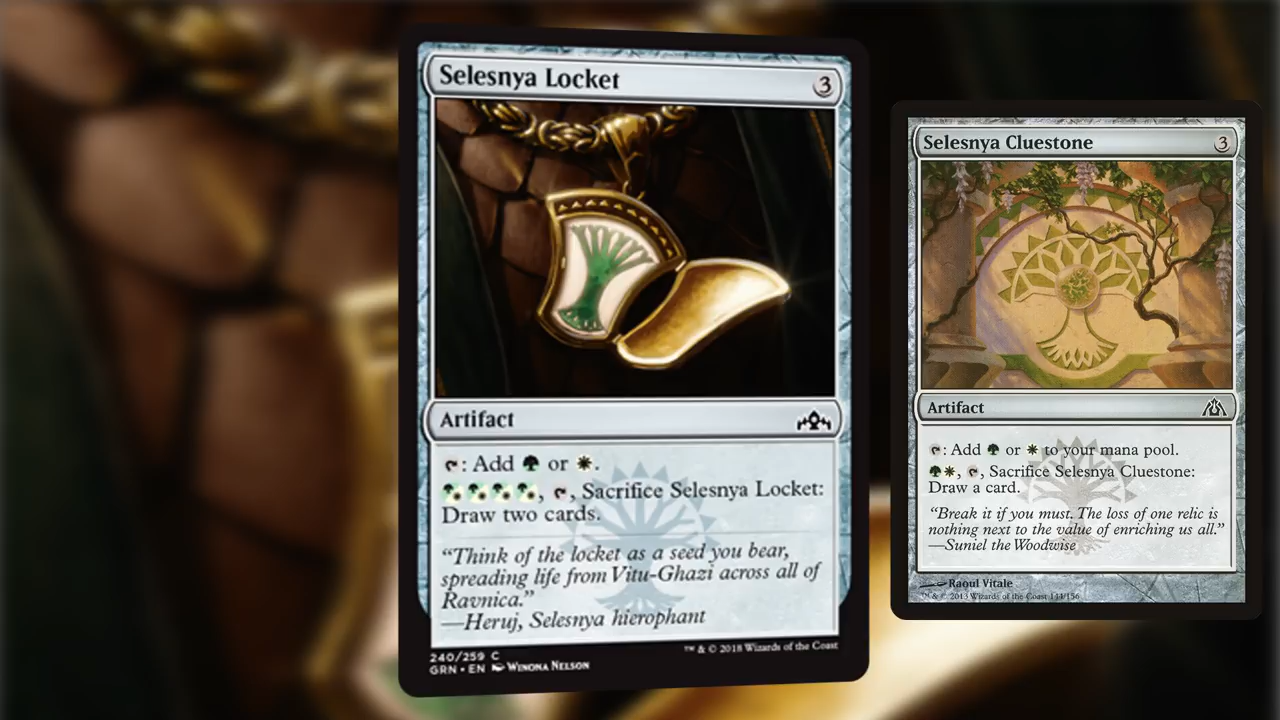 Selesnya Locket
3
Artifact
: Add or .
, , Sacrifice Selesnya Locket:
Draw two cards.
“Think of the locket as a seed you bear,
spreading life from Vitu-Ghazi across all of
Ravnica.”
—Heruj, Selesnya hierophant
240/259 C
GRN • EN Winona Nelson
™ & © 2018 Wizards of the Coast
Selesnya Cluestone
3
Artifact
: Add or to your mana pool.
, , Sacrifice Selesnya Cluestone:
Draw a card.
“Break it if you must. The loss of one relic is
nothing next to the value of enriching us all.”
—Suniel the Woodwise
Raoul Vitale
™ & © 2013 Wizards of the Coast 144/156